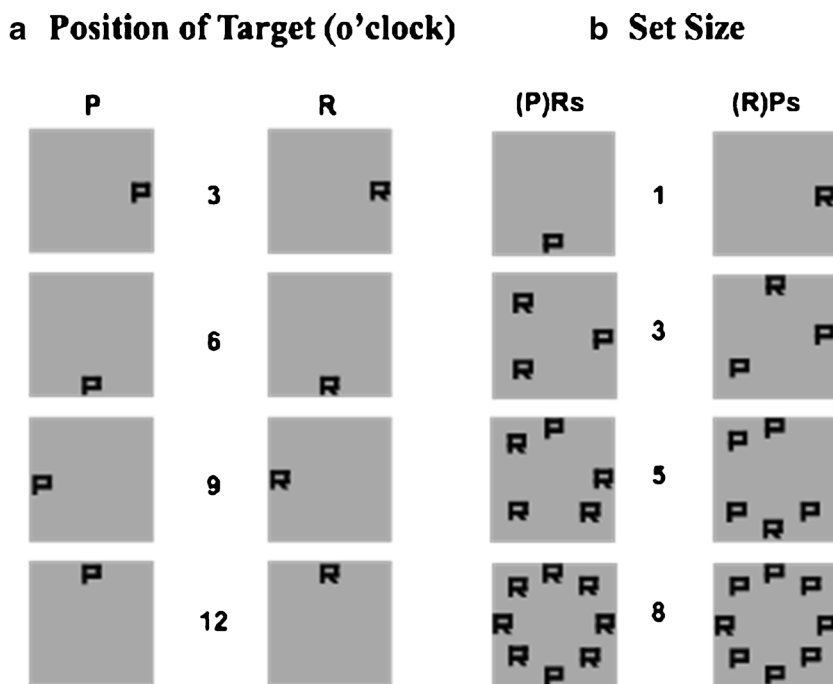 a Position of Target (o’clock)
P R
P 3 R
6
P R
P 9 R
P R
12
b Set Size
(P)Rs (R)Ps
1 R
P
R
R 3
P P
R P
P P
R P
5
R
R R P P
R
R P
R R P P
R R 8 R P
R R P P
P P